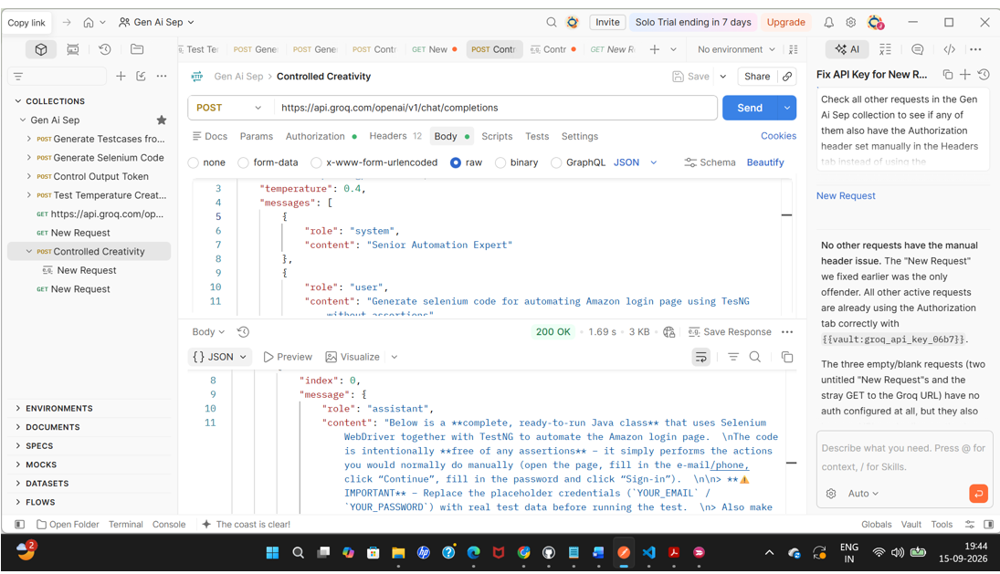 Copy link
Gen Ai Sep
Invite
Solo Trial ending in 7 days
Upgrade
Test Te
POST Gene
POST Gene
POST Contr
GET New
POST Contr
Contr
GET New R
No environment
AI
COLLECTIONS
Gen Ai Sep
POST Generate Testcases fro...
POST Generate Selenium Code
POST Control Output Token
POST Test Temperature Creat...
GET https://api.groq.com/op...
GET New Request
POST Controlled Creativity
e.g. New Request
GET New Request
ENVIRONMENTS
DOCUMENTS
SPECS
MOCKS
DATASETS
FLOWS
HTTP Gen Ai Sep > Controlled Creativity
Save
Share
POST
https://api.groq.com/openai/v1/chat/completions
Send
Docs Params Authorization Headers 12 Body Scripts Tests Settings
Cookies
none form-data x-www-form-urlencoded raw binary GraphQL JSON
Schema Beautify
3 "temperature": 0.4,
4 "messages": [
5 {
6 "role": "system",
7 "content": "Senior Automation Expert"
8 },
9 {
10 "role": "user",
11 "content": "Generate selenium code for automating Amazon login page using TesNG
without assertions"
Body
200 OK • 1.69 s • 3 KB
e.g. Save Response
{} JSON
Preview
Visualize
8 "index": 0,
9 "message": {
10 "role": "assistant",
11 "content": "Below is a **complete, ready-to-run Java class** that uses Selenium
WebDriver together with TestNG to automate the Amazon login page.  \nThe code
is intentionally **free of any assertions** – it simply performs the actions
you would normally do manually (open the page, fill in the e‑mail/phone,
click “Continue”, fill in the password and click “Sign‑in”).  \n\n> **⚠️
IMPORTANT** – Replace the placeholder credentials (`YOUR_EMAIL` /
`YOUR_PASSWORD`) with real test data before running the test.  \n> Also make
Fix API Key for New R...
Check all other requests in the Gen
Ai Sep collection to see if any of
them also have the Authorization
header set manually in the Headers
tab instead of using the
New Request
No other requests have the manual
header issue. The "New Request"
we fixed earlier was the only
offender. All other active requests
are already using the Authorization
tab correctly with
{{vault:groq_api_key_06b7}}.
The three empty/blank requests (two
untitled "New Request"s and the
stray GET to the Groq URL) have no
auth configured at all, but they also
Describe what you need. Press @ for
context, / for Skills.
Auto
Open Folder
Terminal
Console
The coast is clear!
Globals
Vault
Tools
2
ENG
IN
19:44
15-09-2026